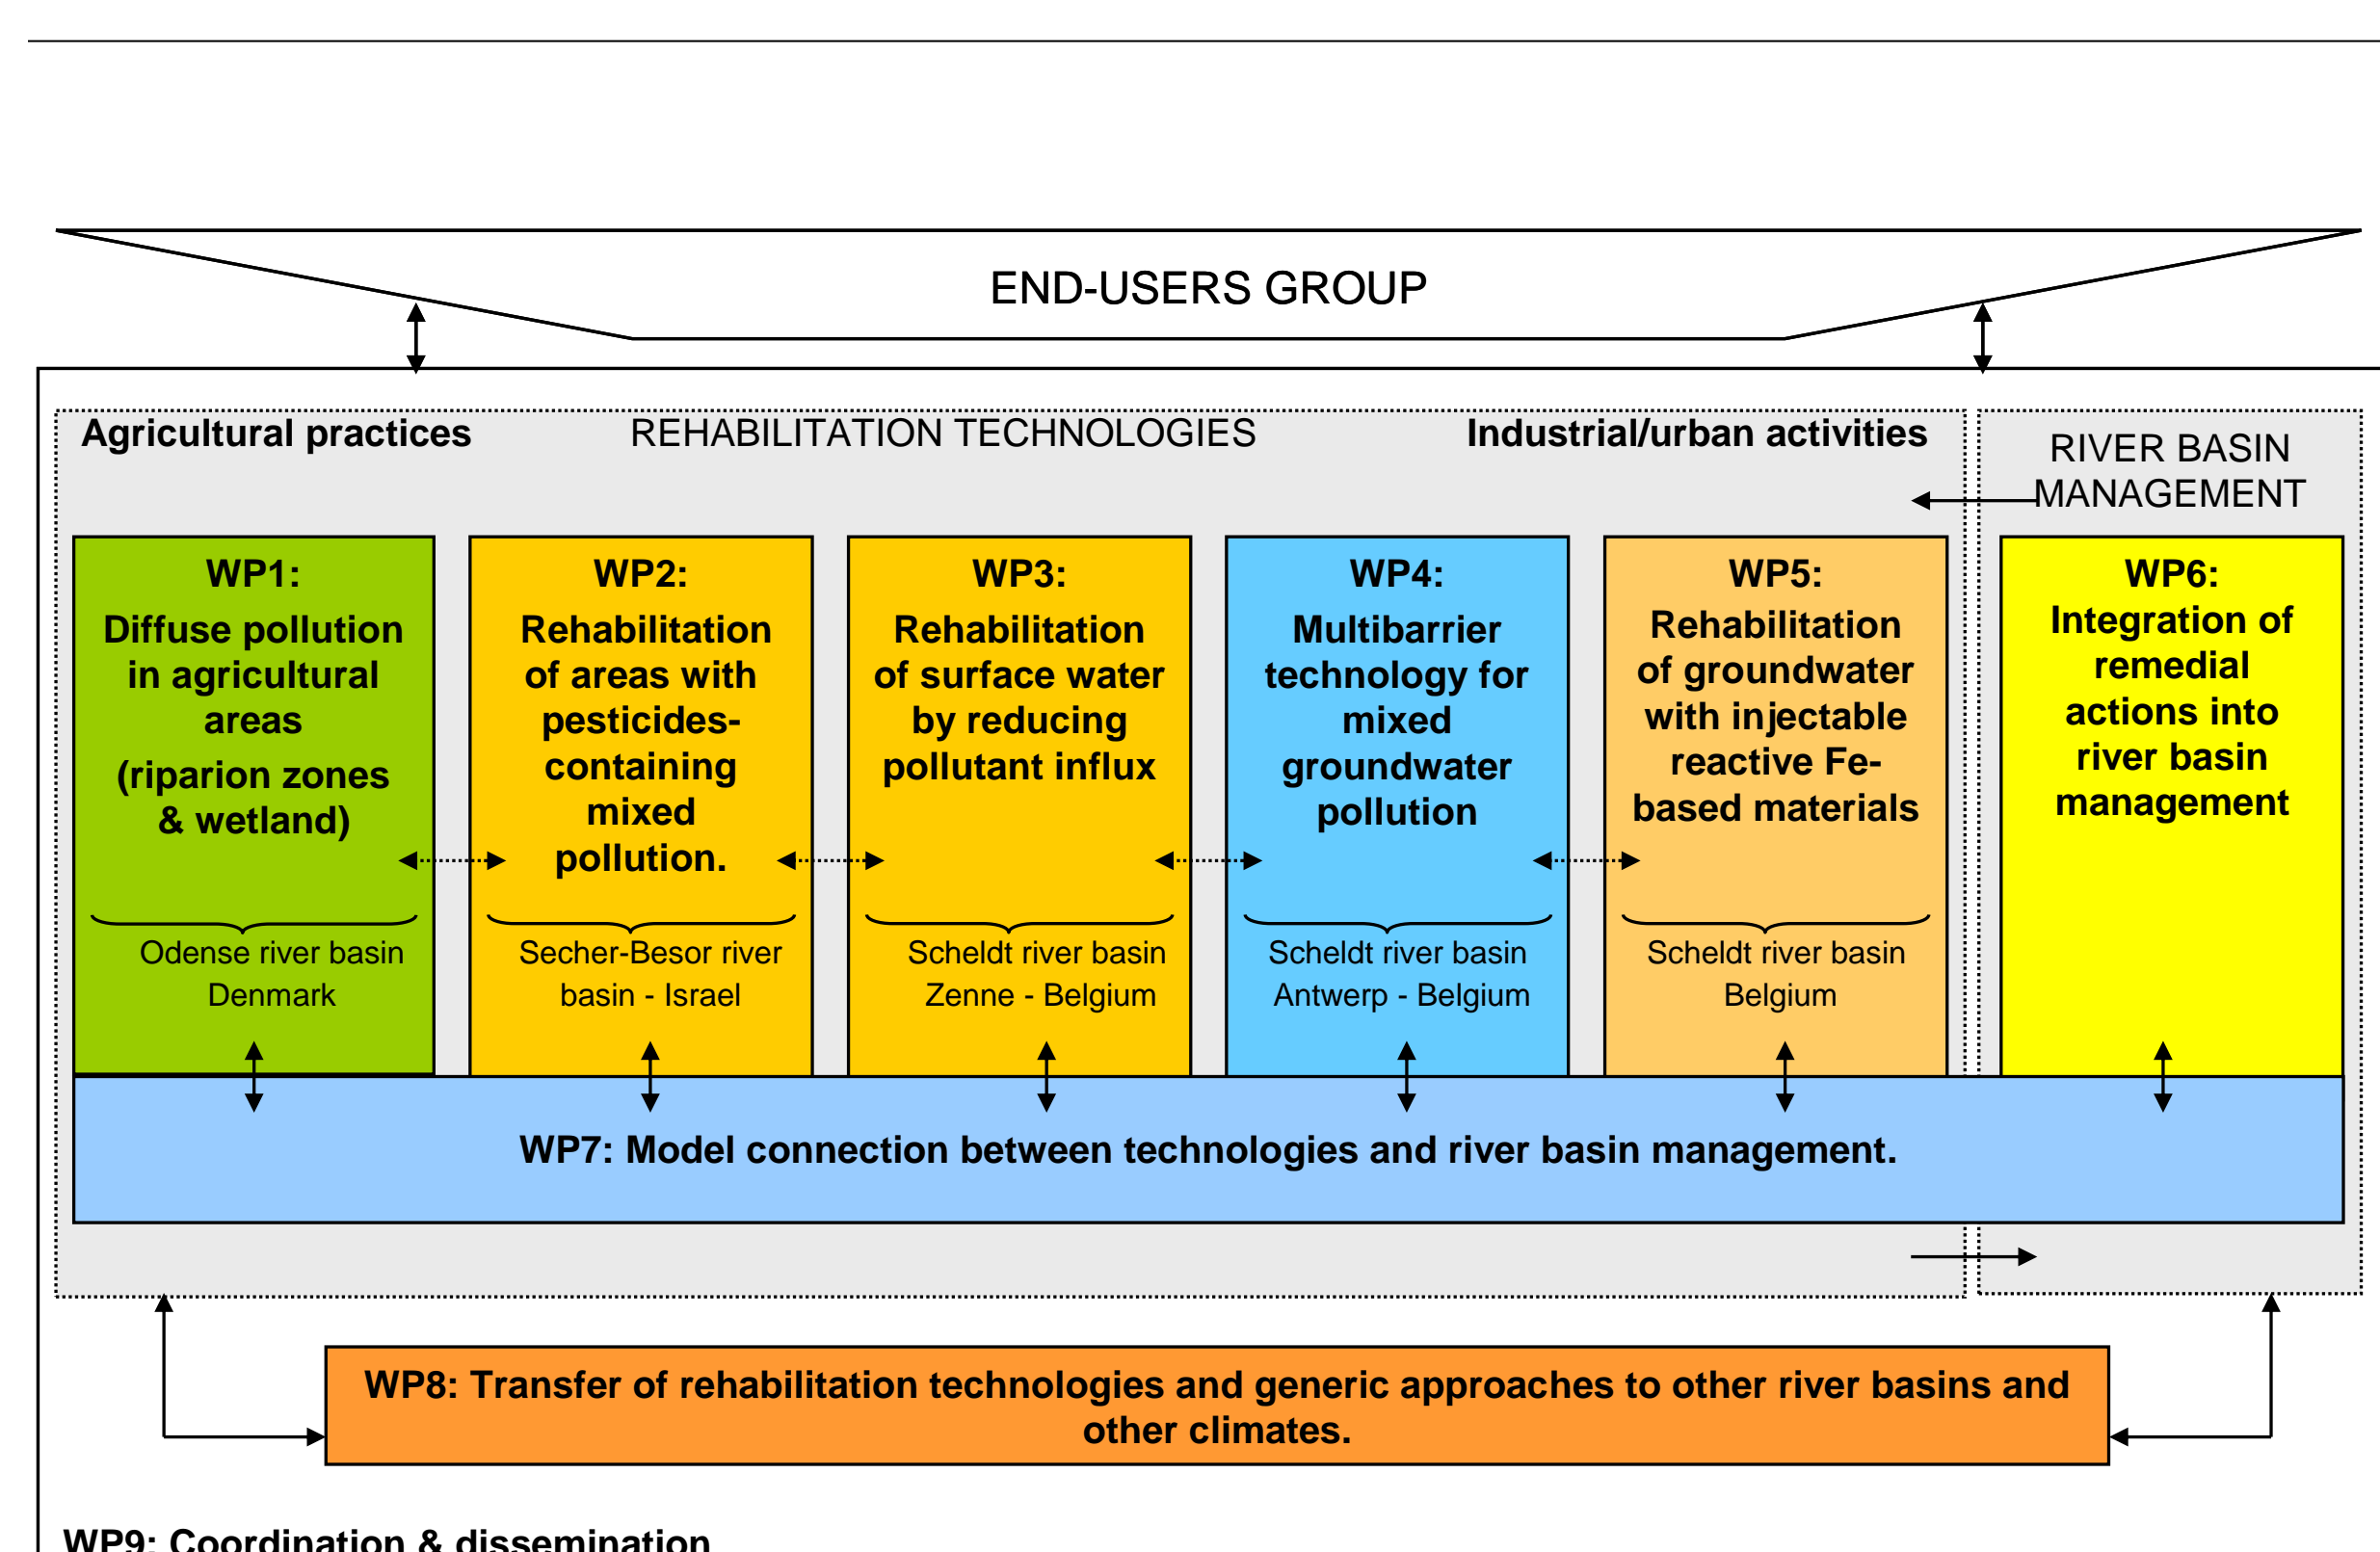 END-USERS GROUP
Agricultural practices
REHABILITATION TECHNOLOGIES
Industrial/urban activities
RIVER BASIN
MANAGEMENT
WP1:
Diffuse pollution
in agricultural
areas
(riparion zones
& wetland)
Odense river basin
Denmark
WP2:
Rehabilitation
of areas with
pesticides-
containing
mixed
pollution.
Secher-Besor river
basin - Israel
WP3:
Rehabilitation
of surface water
by reducing
pollutant influx
Scheldt river basin
Zenne - Belgium
WP4:
Multibarrier
technology for
mixed
groundwater
pollution
Scheldt river basin
Antwerp - Belgium
WP5:
Rehabilitation
of groundwater
with injectable
reactive Fe-
based materials
Scheldt river basin
Belgium
WP6:
Integration of
remedial
actions into
river basin
management
WP7: Model connection between technologies and river basin management.
WP8: Transfer of rehabilitation technologies and generic approaches to other river basins and
other climates.
WP9: Coordination & dissemination